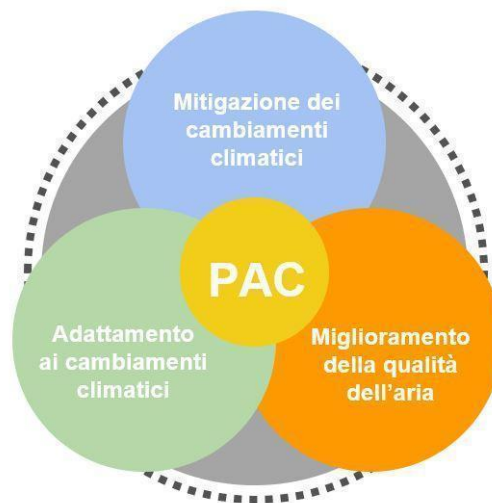 Mitigazione dei
cambiamenti
climatici
PAC
Adattamento
ai cambiamenti
climatici
Miglioramento
della qualità
dell'aria